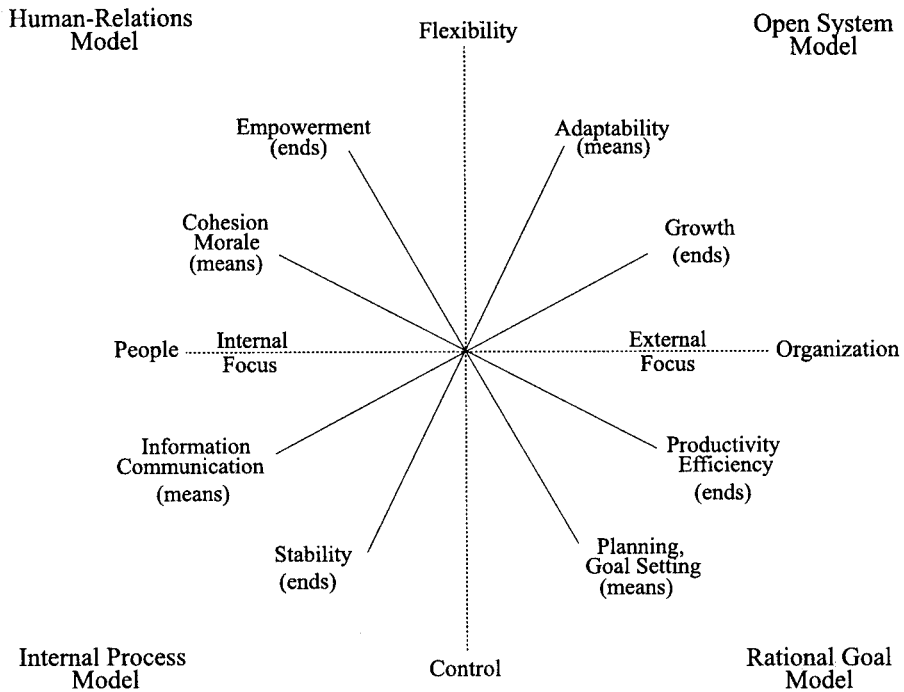 Human-Relations
Model
Flexibility
Open System
Model
Empowerment
(ends)
Adaptability
(means)
Cohesion
Morale
(means)
Growth
(ends)
People
Internal
Focus
External
Focus
Organization
Information
Communication
(means)
Productivity
Efficiency
(ends)
Stability
(ends)
Planning,
Goal Setting
(means)
Internal Process
Model
Control
Rational Goal
Model